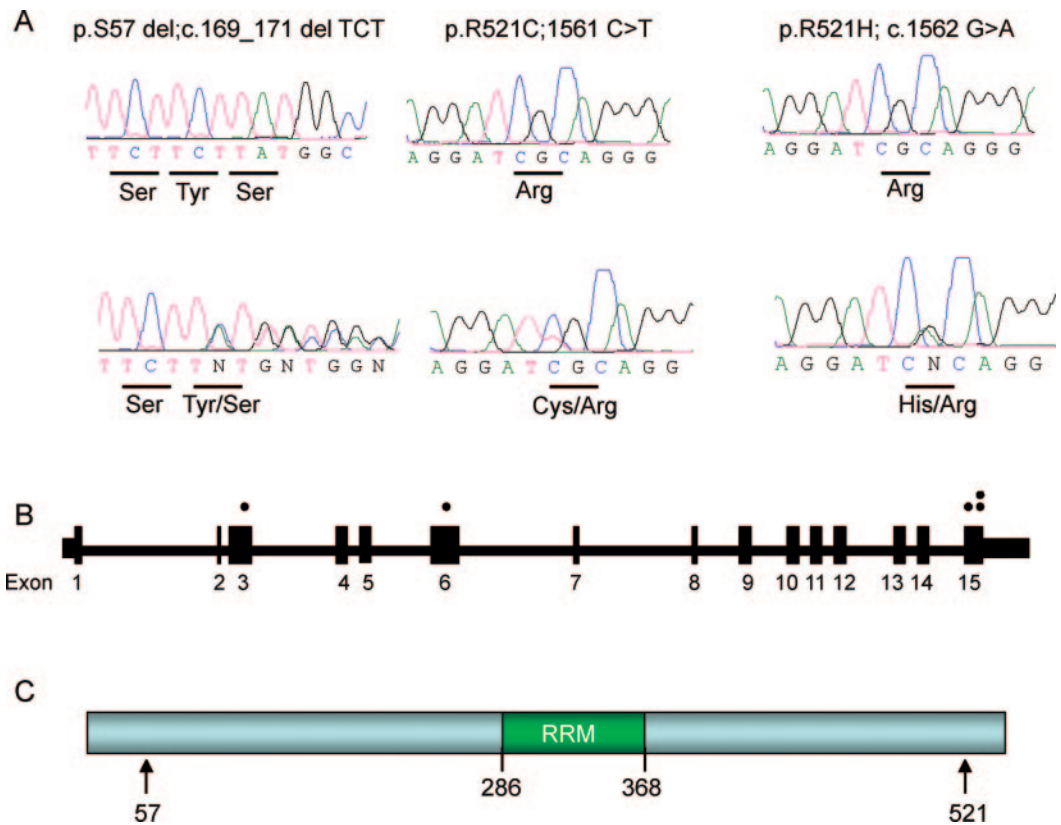 A
p.S57 del;c.169_171 del TCT
p.R521C;1561 C>T
p.R521H; c.1562 G>A
T T C T T C T T A T G G C
A G G A T C G C A G G G
A G G A T C G C A G G G
Ser Tyr Ser
Arg
Arg
T T C T T N T G N T G G N
A G G A T C G C A G G
A G G A T C N C A G G
Ser Tyr/Ser
Cys/Arg
His/Arg
B
Exon 1 2 3 4 5 6 7 8 9 10 11 12 13 14 15
C
RRM
286 368
57 521